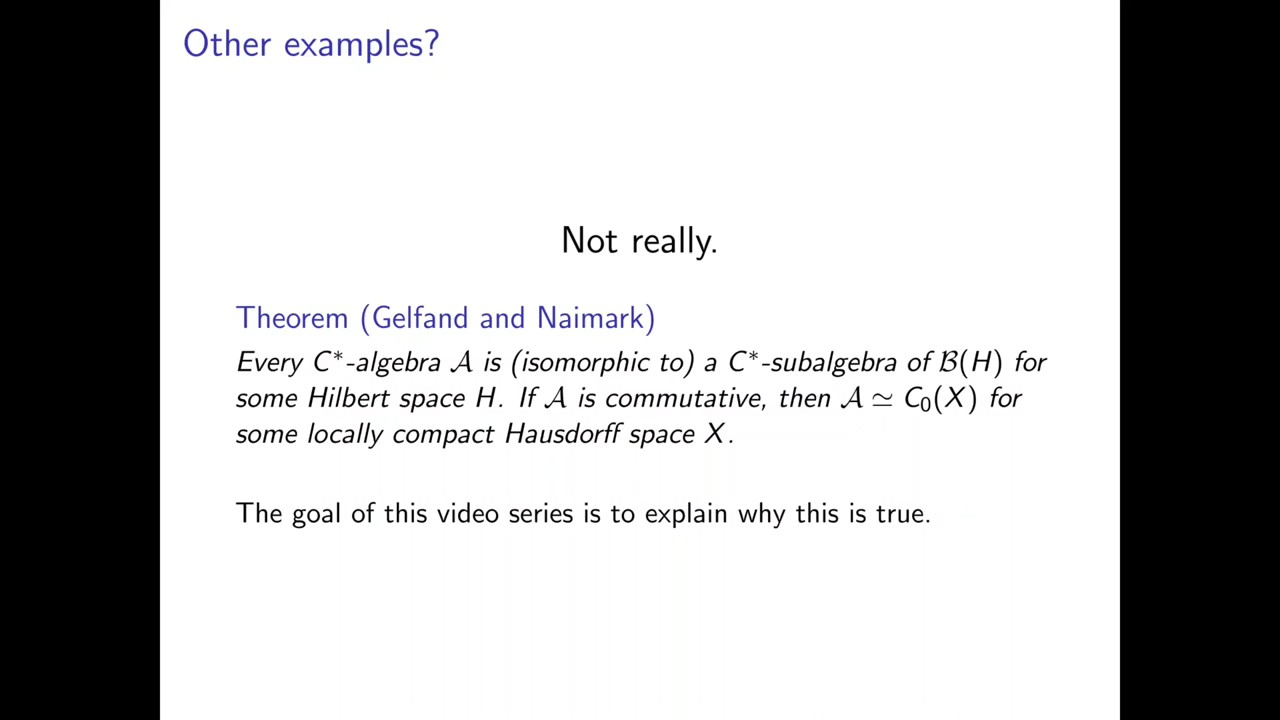 Other examples?
Not really.
Theorem (Gelfand and Naimark)
Every C*-algebra 𝒜 is (isomorphic to) a C*-subalgebra of ℬ(H) for
some Hilbert space H. If 𝒜 is commutative, then 𝒜 ≃ C₀(X) for
some locally compact Hausdorff space X.
The goal of this video series is to explain why this is true.